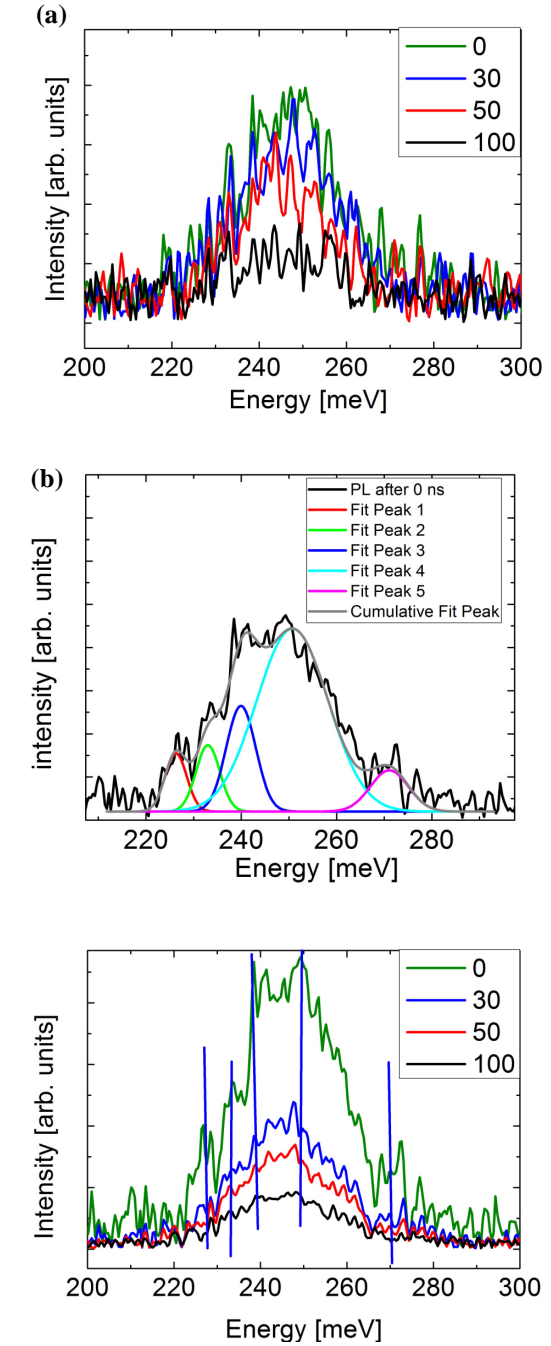 (a)
0
30
50
100
Intensity [arb. units]
200 220 240 260 280 300
Energy [meV]
(b)
PL after 0 ns
Fit Peak 1
Fit Peak 2
Fit Peak 3
Fit Peak 4
Fit Peak 5
Cumulative Fit Peak
intensity [arb. units]
220 240 260 280
Energy [meV]
0
30
50
100
Intensity [arb. units]
200 220 240 260 280 300
Energy [meV]